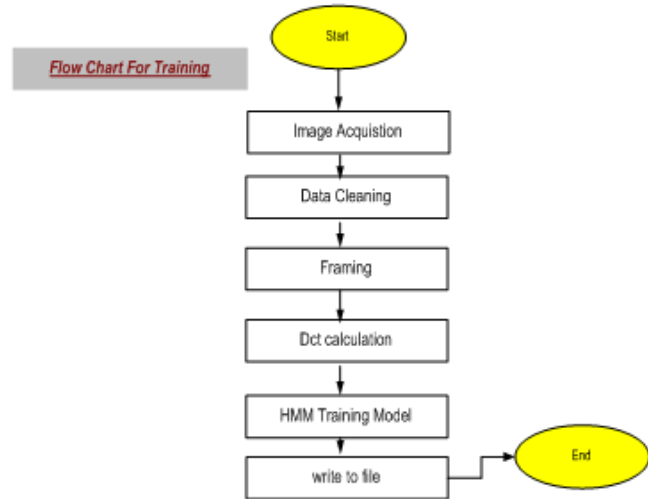 Start
Flow Chart For Training
Image Acquistion
Data Cleaning
Framing
Dct calculation
HMM Training Model
write to file
End